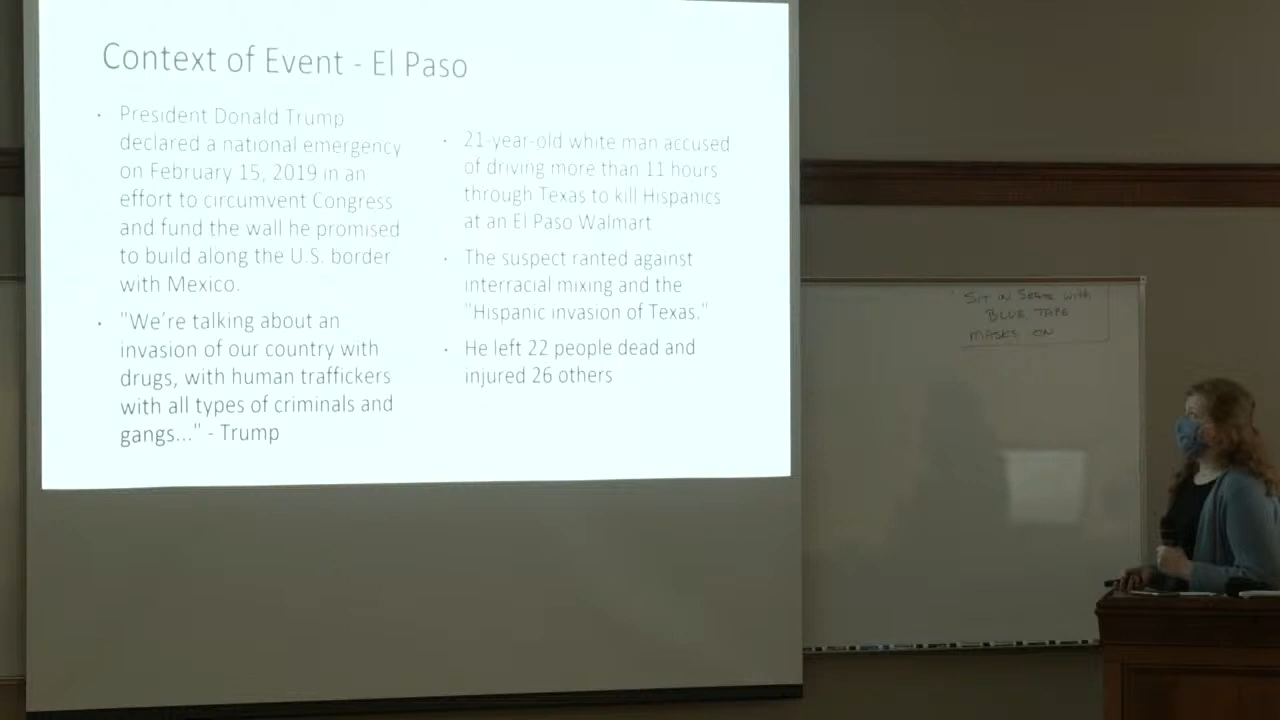 Context of Event - El Paso
• President Donald Trump
declared a national emergency
on February 15, 2019 in an
effort to circumvent Congress
and fund the wall he promised
to build along the U.S. border
with Mexico.
• "We're talking about an
invasion of our country with
drugs, with human traffickers
with all types of criminals and
gangs..." - Trump
• 21-year-old white man accused
of driving more than 11 hours
through Texas to kill Hispanics
at an El Paso Walmart
• The suspect ranted against
interracial mixing and the
"Hispanic invasion of Texas."
• He left 22 people dead and
injured 26 others
SIT IN SEATS WITH
BLUE TAPE
MASKS ON